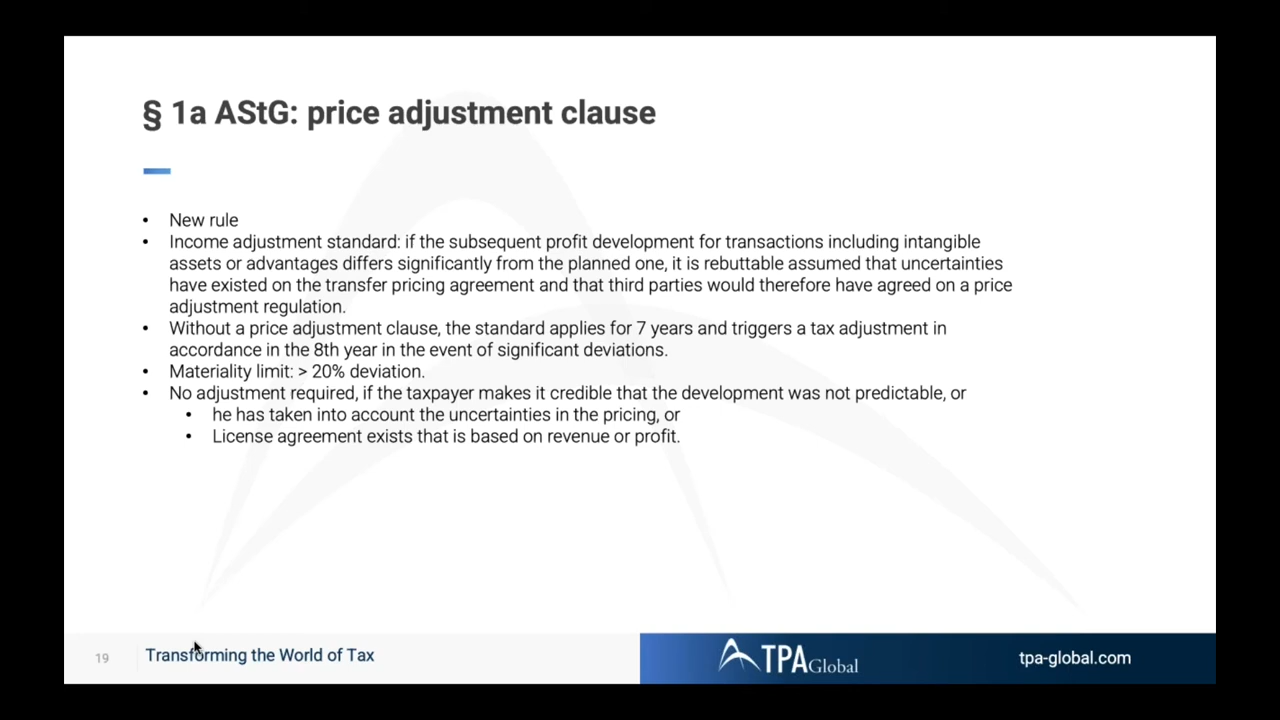 § 1a AStG: price adjustment clause
• New rule
• Income adjustment standard: if the subsequent profit development for transactions including intangible
assets or advantages differs significantly from the planned one, it is rebuttable assumed that uncertainties
have existed on the transfer pricing agreement and that third parties would therefore have agreed on a price
adjustment regulation.
• Without a price adjustment clause, the standard applies for 7 years and triggers a tax adjustment in
accordance in the 8th year in the event of significant deviations.
• Materiality limit: > 20% deviation.
• No adjustment required, if the taxpayer makes it credible that the development was not predictable, or
• he has taken into account the uncertainties in the pricing, or
• License agreement exists that is based on revenue or profit.
19
Transforming the World of Tax
TPA Global
tpa-global.com